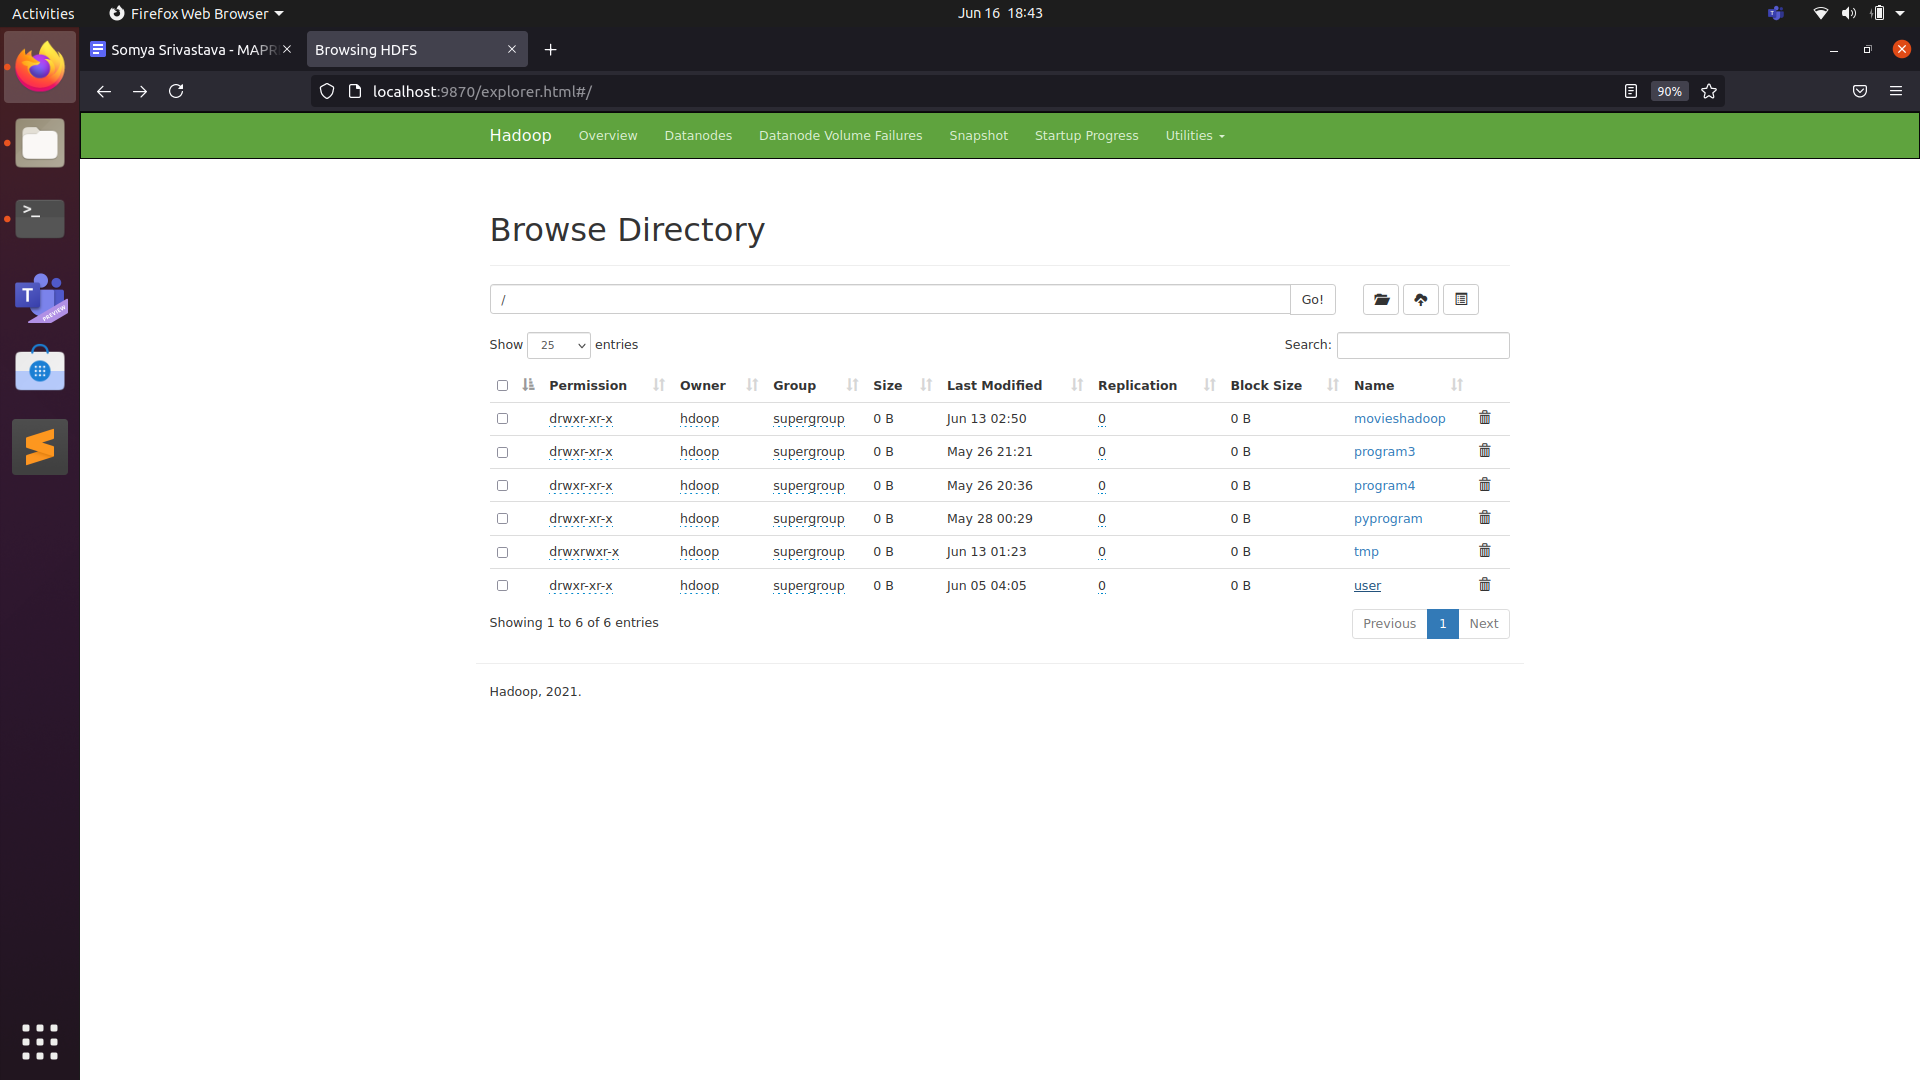 Activities Firefox Web Browser Jun 16 18:43
Somya Srivastava - MAPR Browsing HDFS
localhost:9870/explorer.html#/ 90%
Hadoop Overview Datanodes Datanode Volume Failures Snapshot Startup Progress Utilities
Browse Directory
/ Go!
Show 25 entries Search:
Permission Owner Group Size Last Modified Replication Block Size Name
drwxr-xr-x hdoop supergroup 0 B Jun 13 02:50 0 0 B movieshadoop
drwxr-xr-x hdoop supergroup 0 B May 26 21:21 0 0 B program3
drwxr-xr-x hdoop supergroup 0 B May 26 20:36 0 0 B program4
drwxr-xr-x hdoop supergroup 0 B May 28 00:29 0 0 B pyprogram
drwxrwxr-x hdoop supergroup 0 B Jun 13 01:23 0 0 B tmp
drwxr-xr-x hdoop supergroup 0 B Jun 05 04:05 0 0 B user
Showing 1 to 6 of 6 entries Previous 1 Next
Hadoop, 2021.
>_
T
PREVIEW